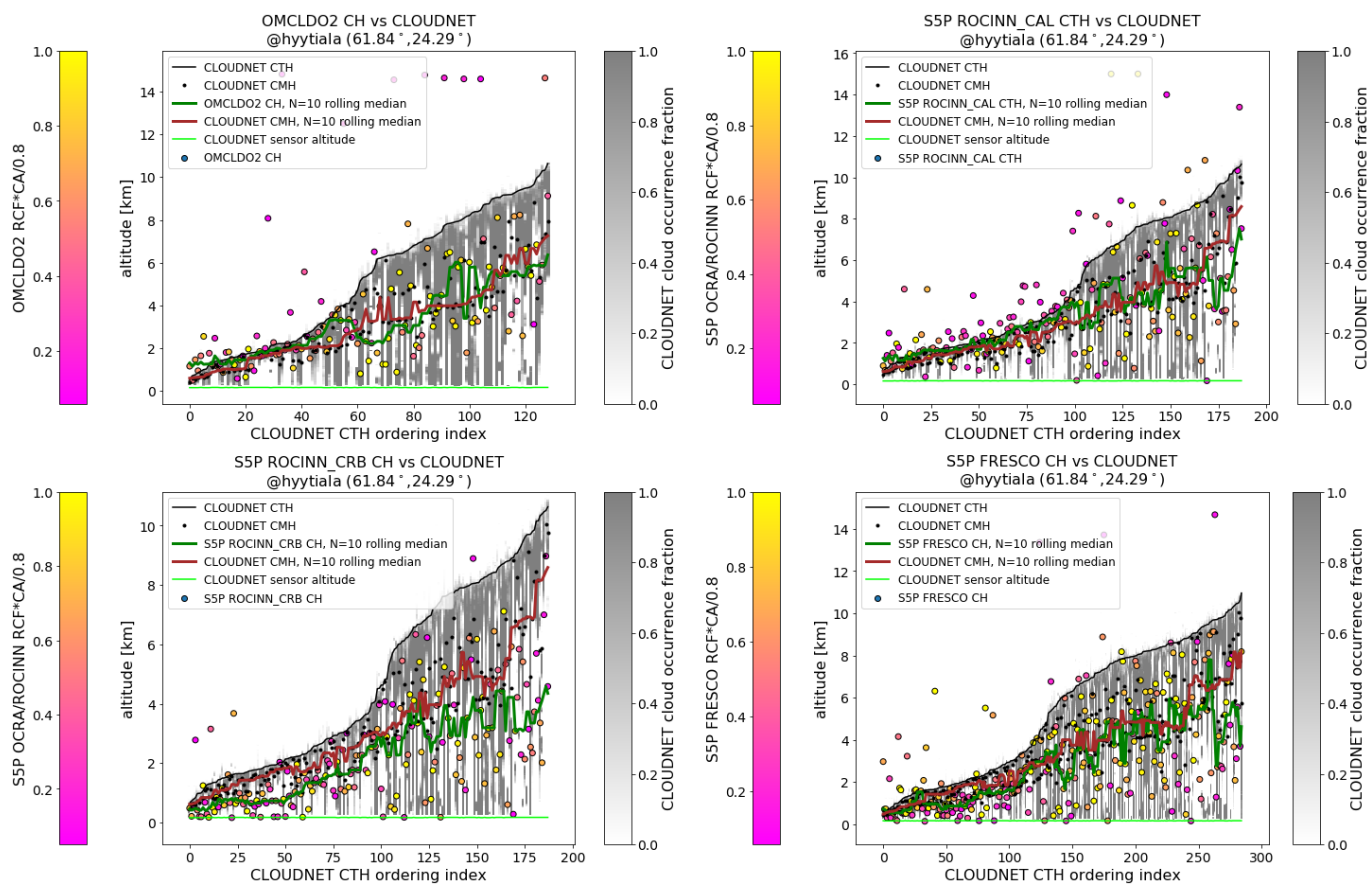 OMCLDO2 CH vs CLOUDNET
@hyytiala (61.84°,24.29°)
CLOUDNET CTH
CLOUDNET CMH
OMCLDO2 CH, N=10 rolling median
CLOUDNET CMH, N=10 rolling median
CLOUDNET sensor altitude
OMCLDO2 CH
OMCLDO2 RCF*CA/0.8
1.0
0.8
0.6
0.4
0.2
altitude [km]
14
12
10
8
6
4
2
0
0 20 40 60 80 100 120
CLOUDNET CTH ordering index
1.0
0.8
0.6
0.4
0.2
0.0
CLOUDNET cloud occurrence fraction
S5P ROCINN_CAL CTH vs CLOUDNET
@hyytiala (61.84°,24.29°)
CLOUDNET CTH
CLOUDNET CMH
S5P ROCINN_CAL CTH, N=10 rolling median
CLOUDNET CMH, N=10 rolling median
CLOUDNET sensor altitude
S5P ROCINN_CAL CTH
S5P OCRA/ROCINN RCF*CA/0.8
1.0
0.8
0.6
0.4
0.2
altitude [km]
16
14
12
10
8
6
4
2
0
0 25 50 75 100 125 150 175 200
CLOUDNET CTH ordering index
1.0
0.8
0.6
0.4
0.2
0.0
CLOUDNET cloud occurrence fraction
S5P ROCINN_CRB CH vs CLOUDNET
@hyytiala (61.84°,24.29°)
CLOUDNET CTH
CLOUDNET CMH
S5P ROCINN_CRB CH, N=10 rolling median
CLOUDNET CMH, N=10 rolling median
CLOUDNET sensor altitude
S5P ROCINN_CRB CH
S5P OCRA/ROCINN RCF*CA/0.8
1.0
0.8
0.6
0.4
0.2
altitude [km]
10
8
6
4
2
0
0 25 50 75 100 125 150 175 200
CLOUDNET CTH ordering index
1.0
0.8
0.6
0.4
0.2
0.0
CLOUDNET cloud occurrence fraction
S5P FRESCO CH vs CLOUDNET
@hyytiala (61.84°,24.29°)
CLOUDNET CTH
CLOUDNET CMH
S5P FRESCO CH, N=10 rolling median
CLOUDNET CMH, N=10 rolling median
CLOUDNET sensor altitude
S5P FRESCO CH
S5P FRESCO RCF*CA/0.8
1.0
0.8
0.6
0.4
0.2
altitude [km]
14
12
10
8
6
4
2
0
0 50 100 150 200 250 300
CLOUDNET CTH ordering index
1.0
0.8
0.6
0.4
0.2
0.0
CLOUDNET cloud occurrence fraction